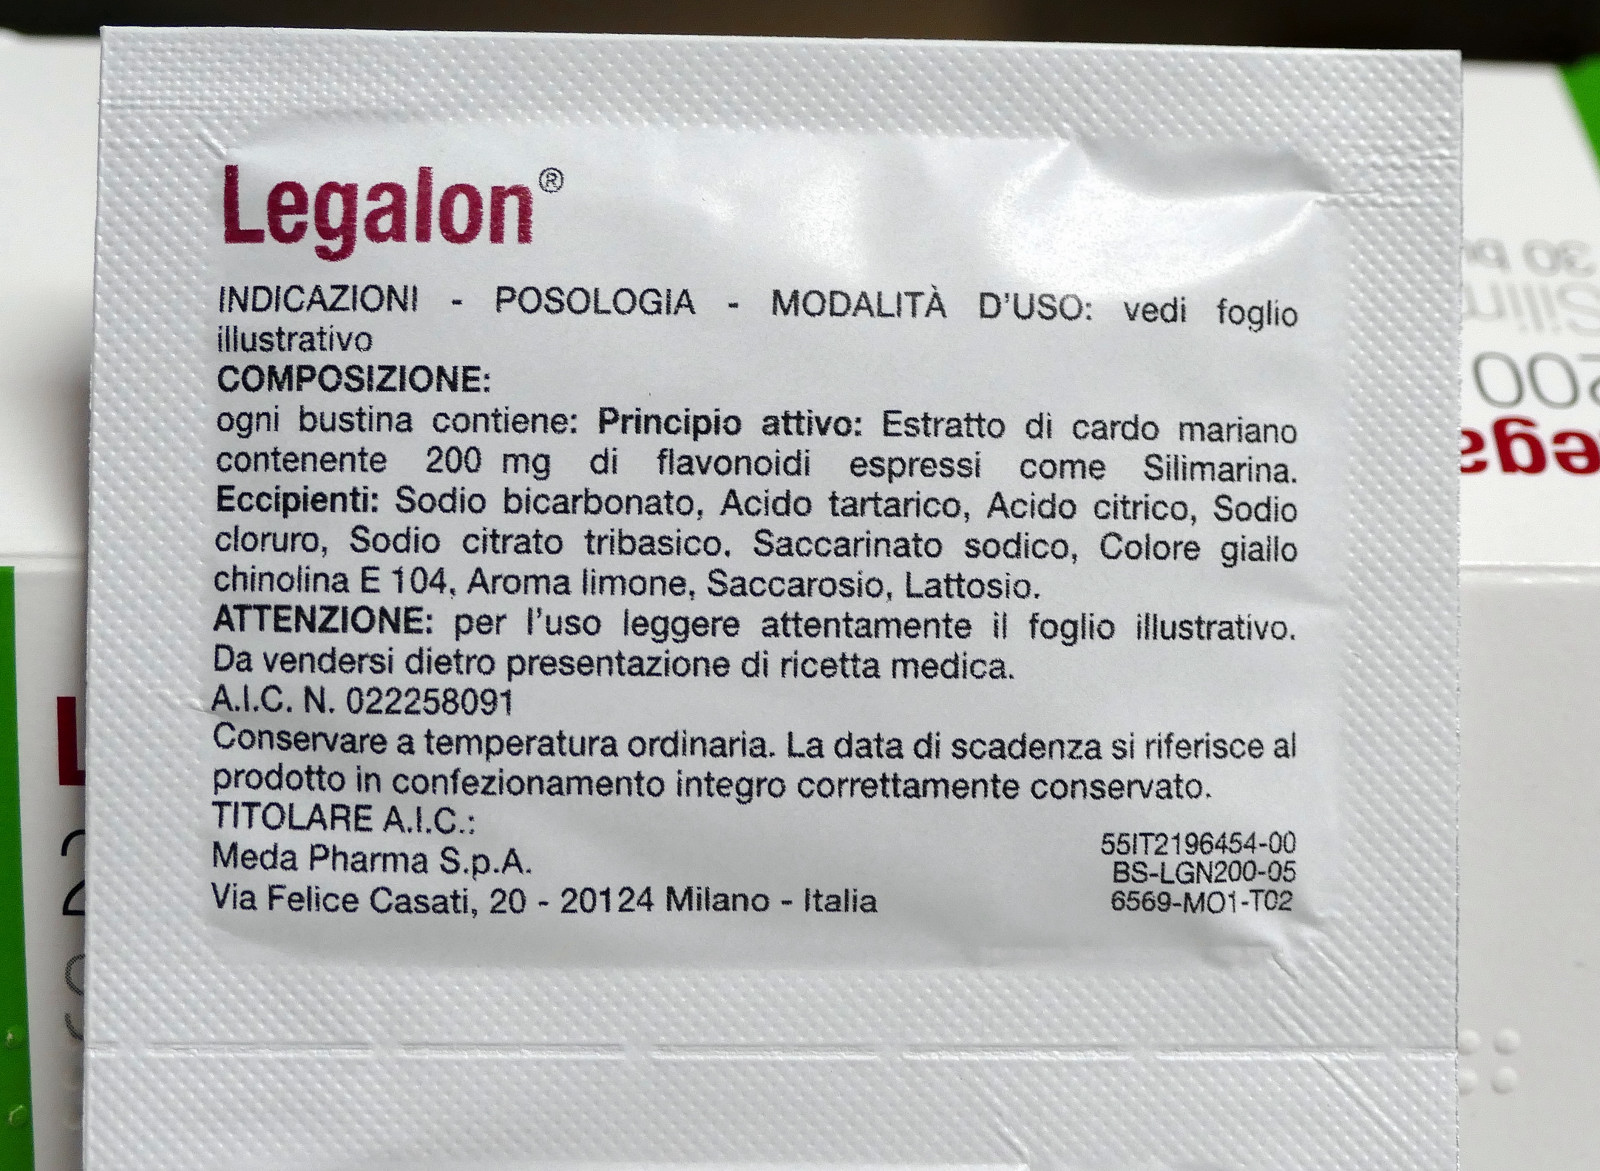 Legalon®
INDICAZIONI - POSOLOGIA - MODALITÀ D'USO: vedi foglio
illustrativo
COMPOSIZIONE:
ogni bustina contiene: Principio attivo: Estratto di cardo mariano
contenente 200 mg di flavonoidi espressi come Silimarina.
Eccipienti: Sodio bicarbonato, Acido tartarico, Acido citrico, Sodio
cloruro, Sodio citrato tribasico. Saccarinato sodico, Colore giallo
chinolina E 104, Aroma limone, Saccarosio, Lattosio.
ATTENZIONE: per l'uso leggere attentamente il foglio illustrativo.
Da vendersi dietro presentazione di ricetta medica.
A.I.C. N. 022258091
Conservare a temperatura ordinaria. La data di scadenza si riferisce al
prodotto in confezionamento integro correttamente conservato.
TITOLARE A.I.C.:
Meda Pharma S.p.A.
Via Felice Casati, 20 - 20124 Milano - Italia
55IT2196454-00
BS-LGN200-05
6569-MO1-T02
30
200